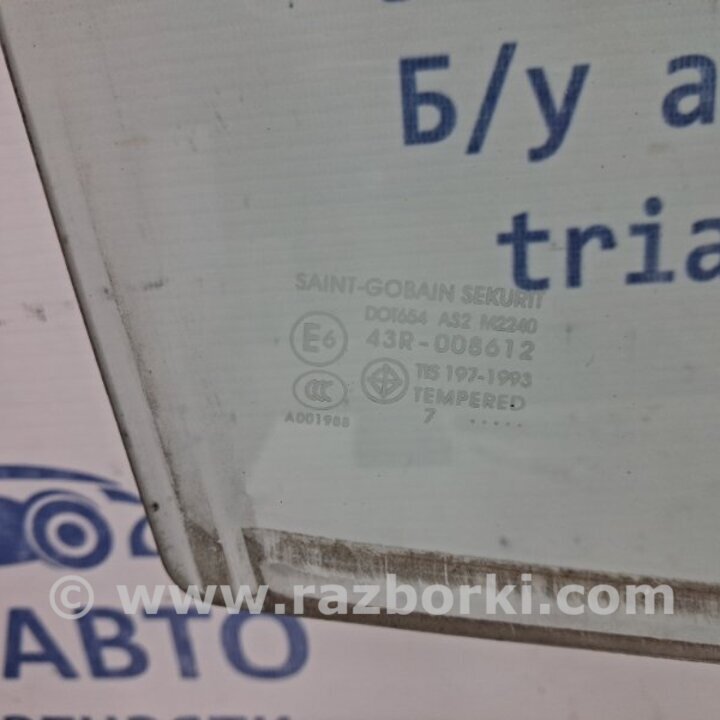 Б/у а
tria
SAINT-GOBAIN SEKURIT
DOT654 AS2 M2240
E6 43R-008612
CCC TIS 197-1993
TEMPERED
A001988 7 .....
© www.razborki.com
АВТО